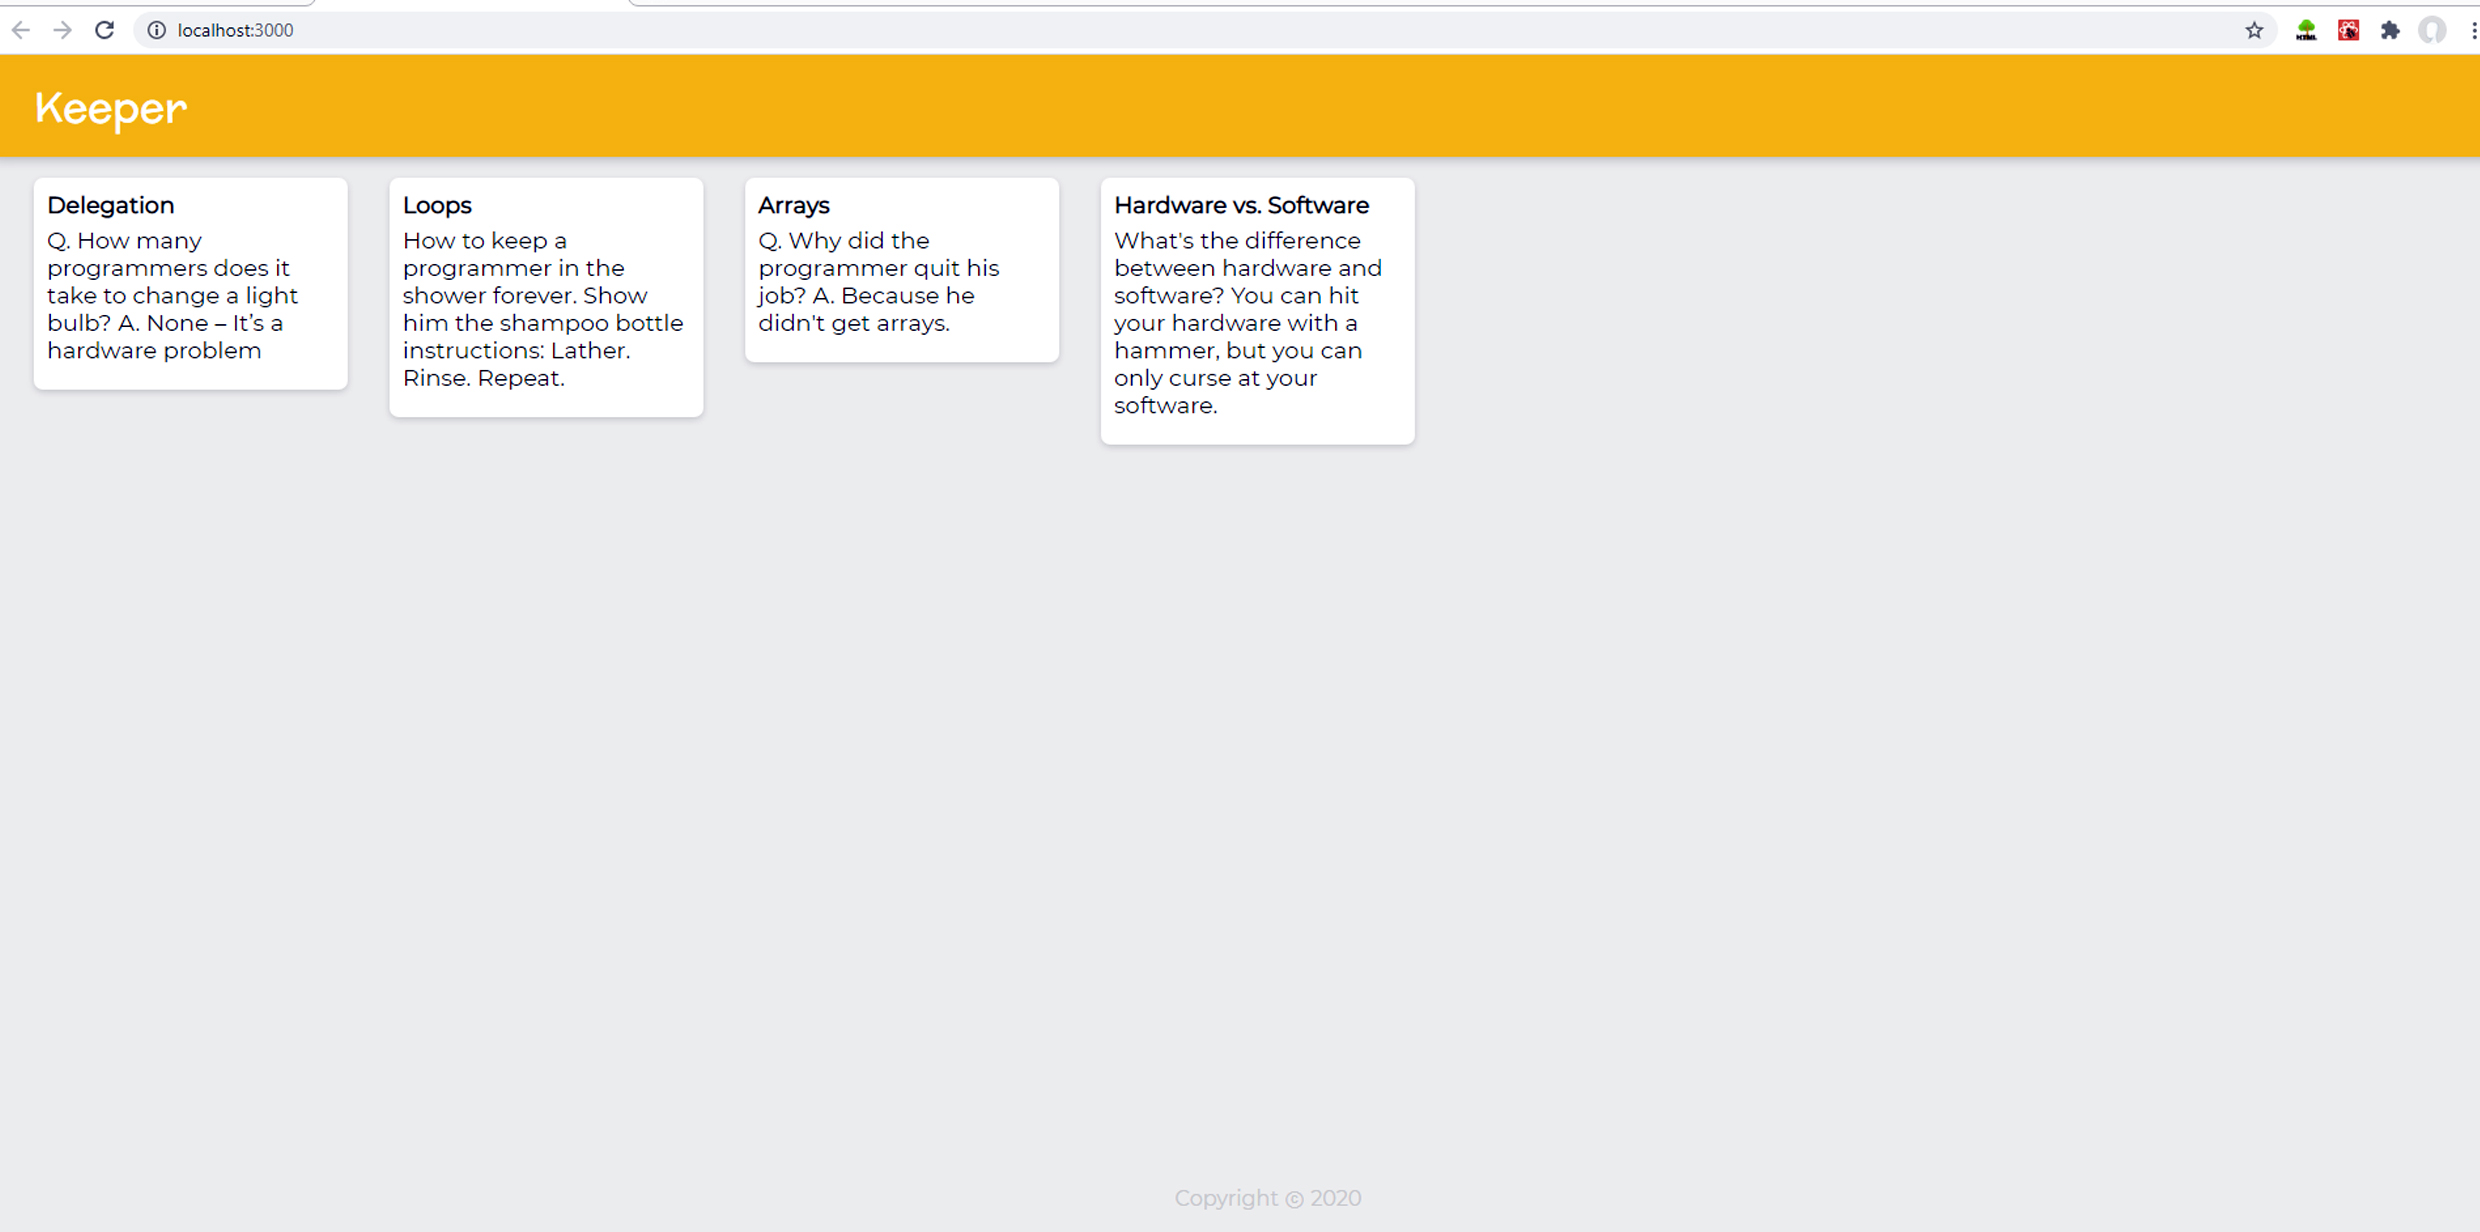 localhost:3000
Keeper
Delegation
Q. How many
programmers does it
take to change a light
bulb? A. None – It’s a
hardware problem
Loops
How to keep a
programmer in the
shower forever. Show
him the shampoo bottle
instructions: Lather.
Rinse. Repeat.
Arrays
Q. Why did the
programmer quit his
job? A. Because he
didn't get arrays.
Hardware vs. Software
What's the difference
between hardware and
software? You can hit
your hardware with a
hammer, but you can
only curse at your
software.
Copyright © 2020